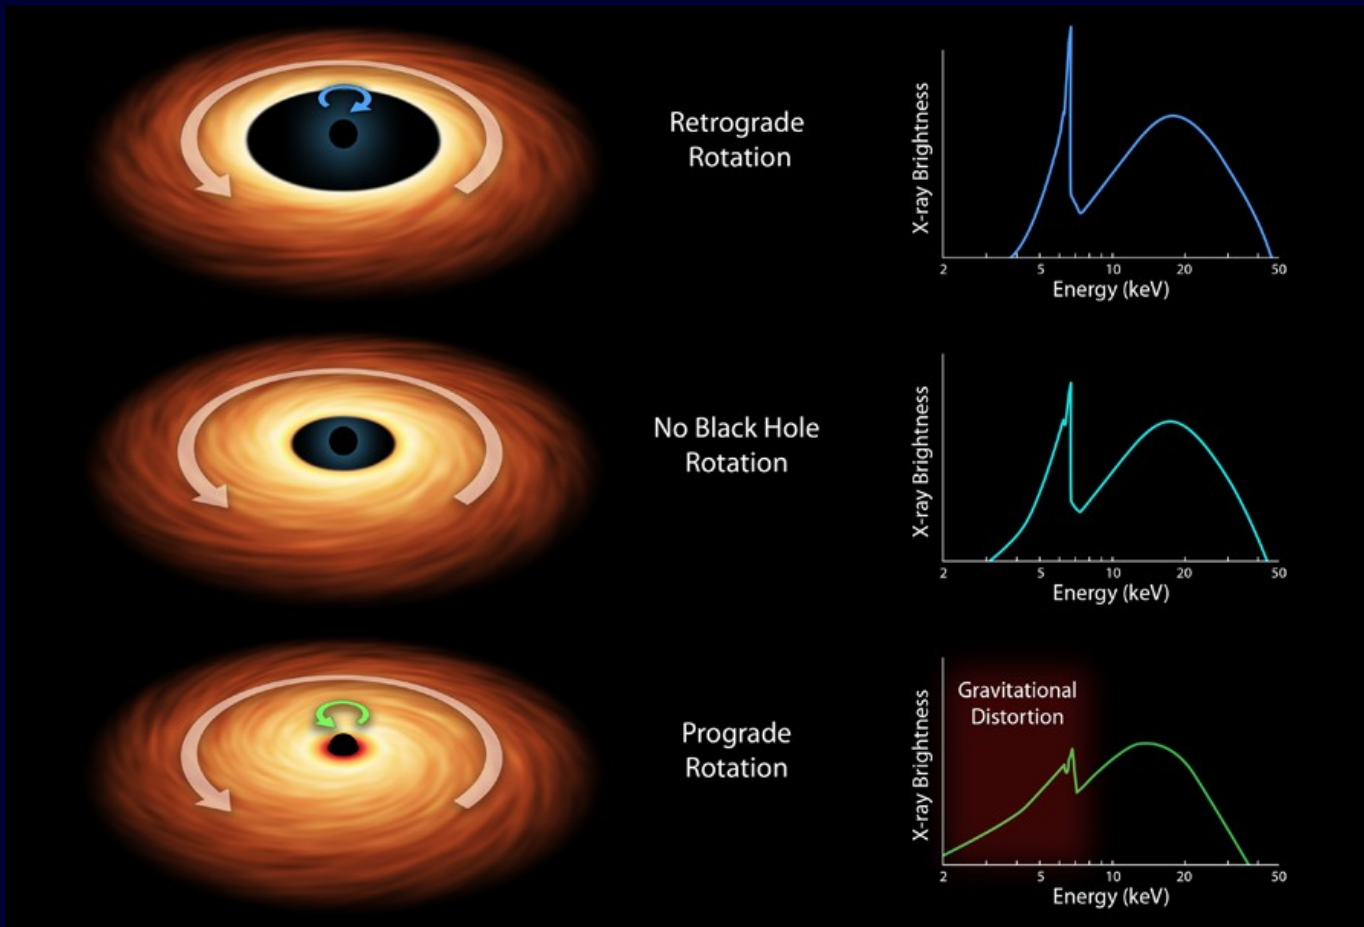 Retrograde
Rotation
X-ray Brightness
2 5 10 20 50
Energy (keV)
No Black Hole
Rotation
X-ray Brightness
2 5 10 20 50
Energy (keV)
Prograde
Rotation
Gravitational
Distortion
X-ray Brightness
2 5 10 20 50
Energy (keV)